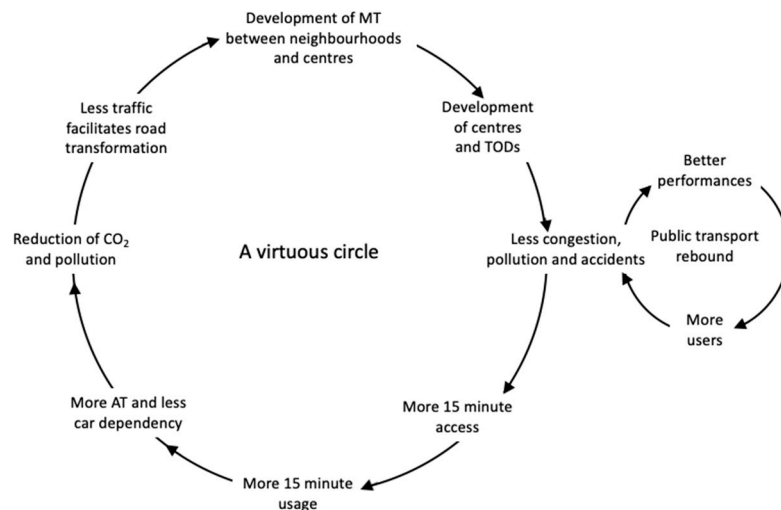 Development of MT
between neighbourhoods
and centres
Development
of centres
and TODs
Less congestion,
pollution and accidents
Better
performances
Public transport
rebound
More
users
More 15 minute
access
More 15 minute
usage
More AT and less
car dependency
Reduction of CO₂
and pollution
Less traffic
facilitates road
transformation
A virtuous circle